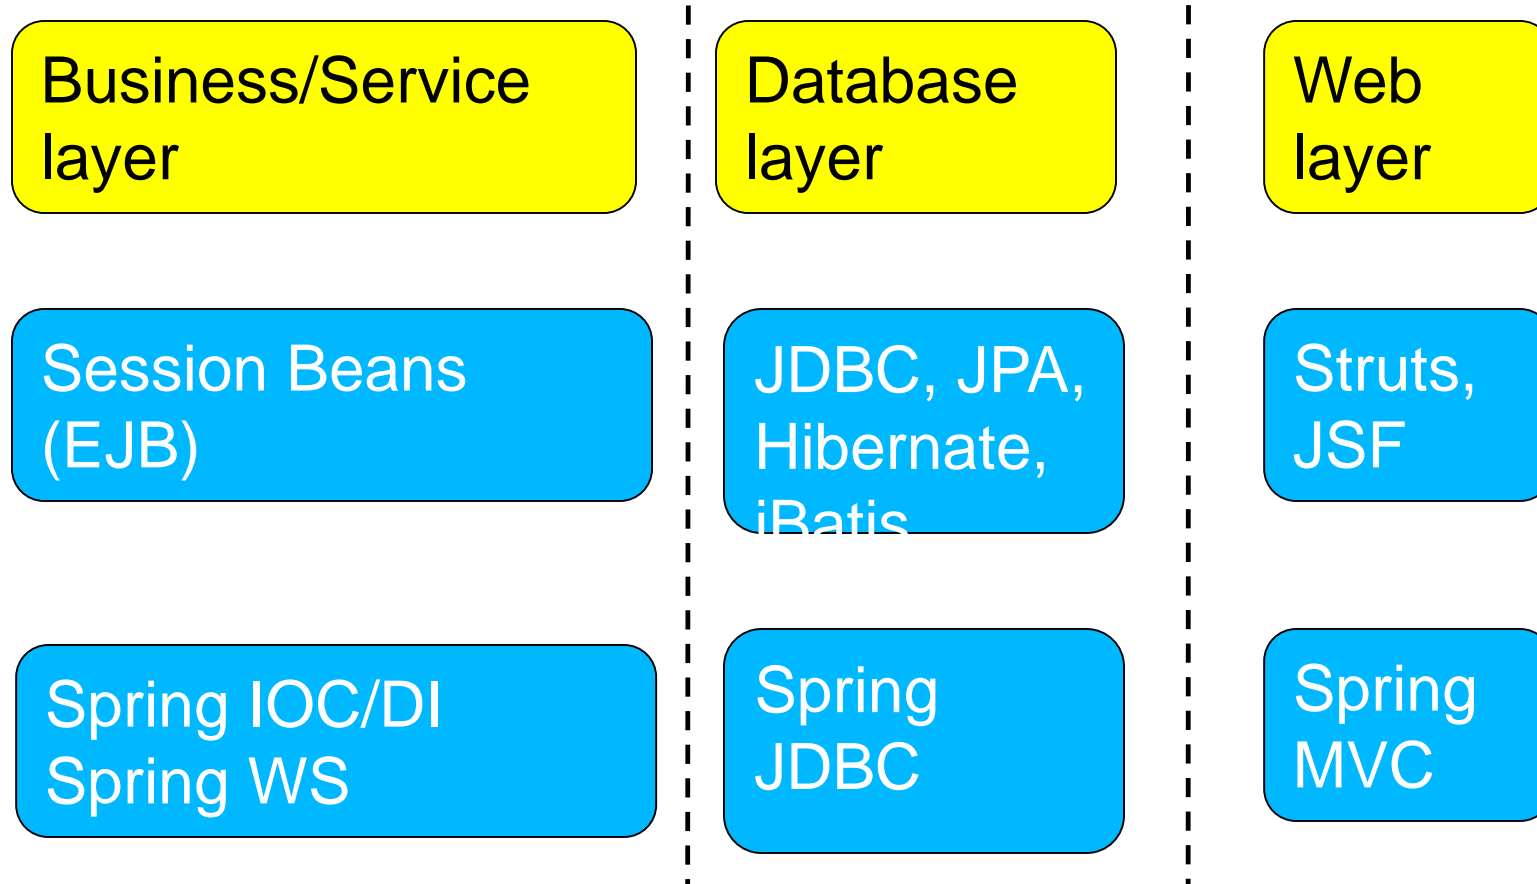 Business/Service
layer
Database
layer
Web
layer
Session Beans
(EJB)
JDBC, JPA,
Hibernate,
iBatis
Struts,
JSF
Spring IOC/DI
Spring WS
Spring
JDBC
Spring
MVC